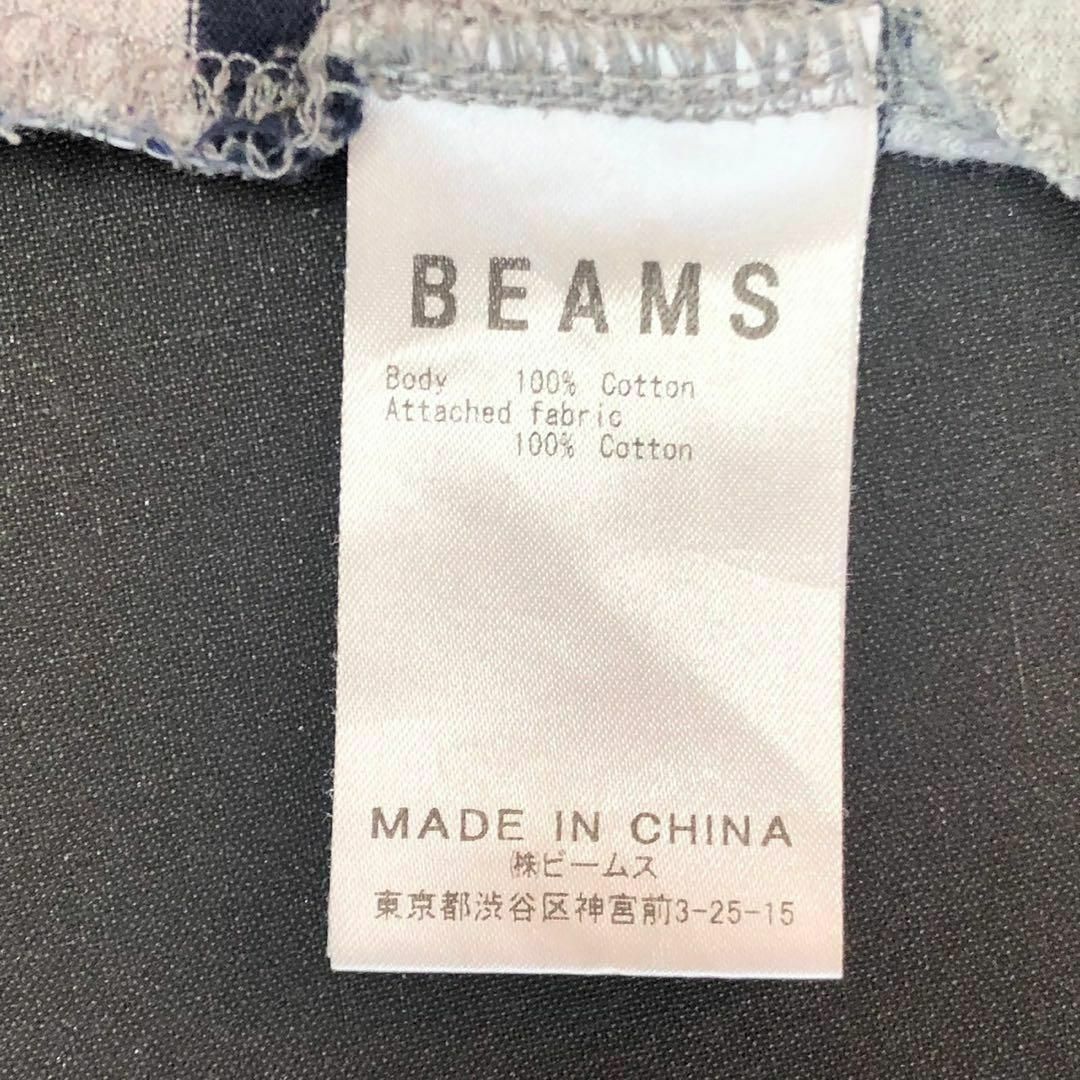 BEAMS
Body 100% Cotton
Attached fabric
100% Cotton
MADE IN CHINA
㈱ビームス
東京都渋谷区神宮前3-25-15